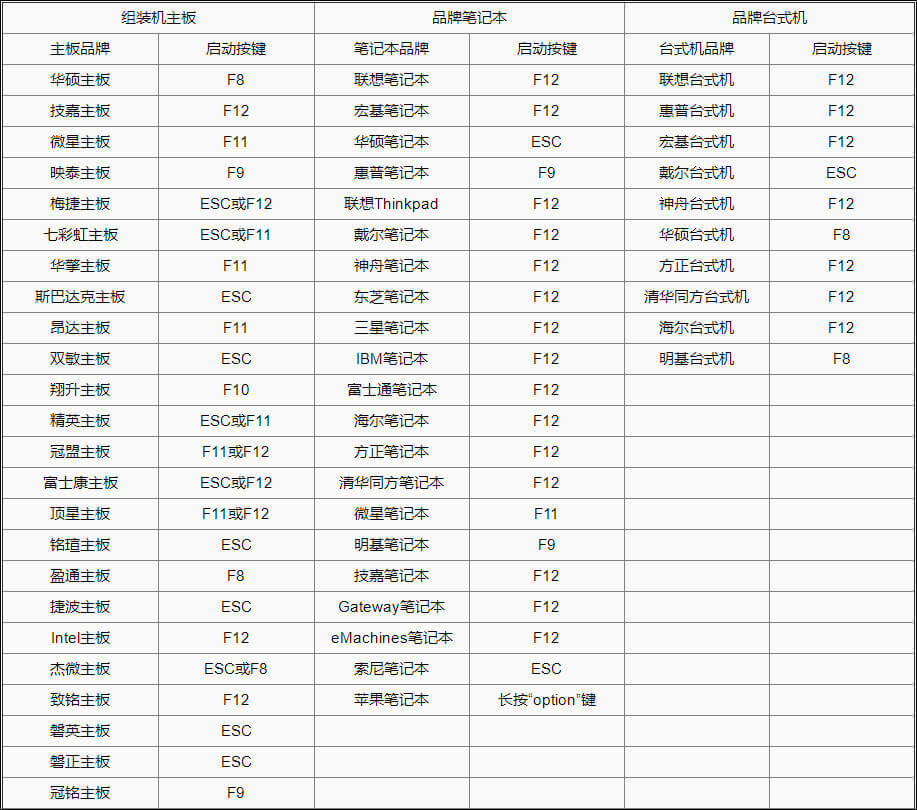 组装机主板 品牌笔记本 品牌台式机
主板品牌 启动按键 笔记本品牌 启动按键 台式机品牌 启动按键
华硕主板 F8 联想笔记本 F12 联想台式机 F12
技嘉主板 F12 宏基笔记本 F12 惠普台式机 F12
微星主板 F11 华硕笔记本 ESC 宏基台式机 F12
映泰主板 F9 惠普笔记本 F9 戴尔台式机 ESC
梅捷主板 ESC或F12 联想Thinkpad F12 神舟台式机 F12
七彩虹主板 ESC或F11 戴尔笔记本 F12 华硕台式机 F8
华擎主板 F11 神舟笔记本 F12 方正台式机 F12
斯巴达克主板 ESC 东芝笔记本 F12 清华同方台式机 F12
昂达主板 F11 三星笔记本 F12 海尔台式机 F12
双敏主板 ESC IBM笔记本 F12 明基台式机 F8
翔升主板 F10 富士通笔记本 F12
精英主板 ESC或F11 海尔笔记本 F12
冠盟主板 F11或F12 方正笔记本 F12
富士康主板 ESC或F12 清华同方笔记本 F12
顶星主板 F11或F12 微星笔记本 F11
铭瑄主板 ESC 明基笔记本 F9
盈通主板 F8 技嘉笔记本 F12
捷波主板 ESC Gateway笔记本 F12
Intel主板 F12 eMachines笔记本 F12
杰微主板 ESC或F8 索尼笔记本 ESC
致铭主板 F12 苹果笔记本 长按“option”键
磐英主板 ESC
磐正主板 ESC
冠铭主板 F9